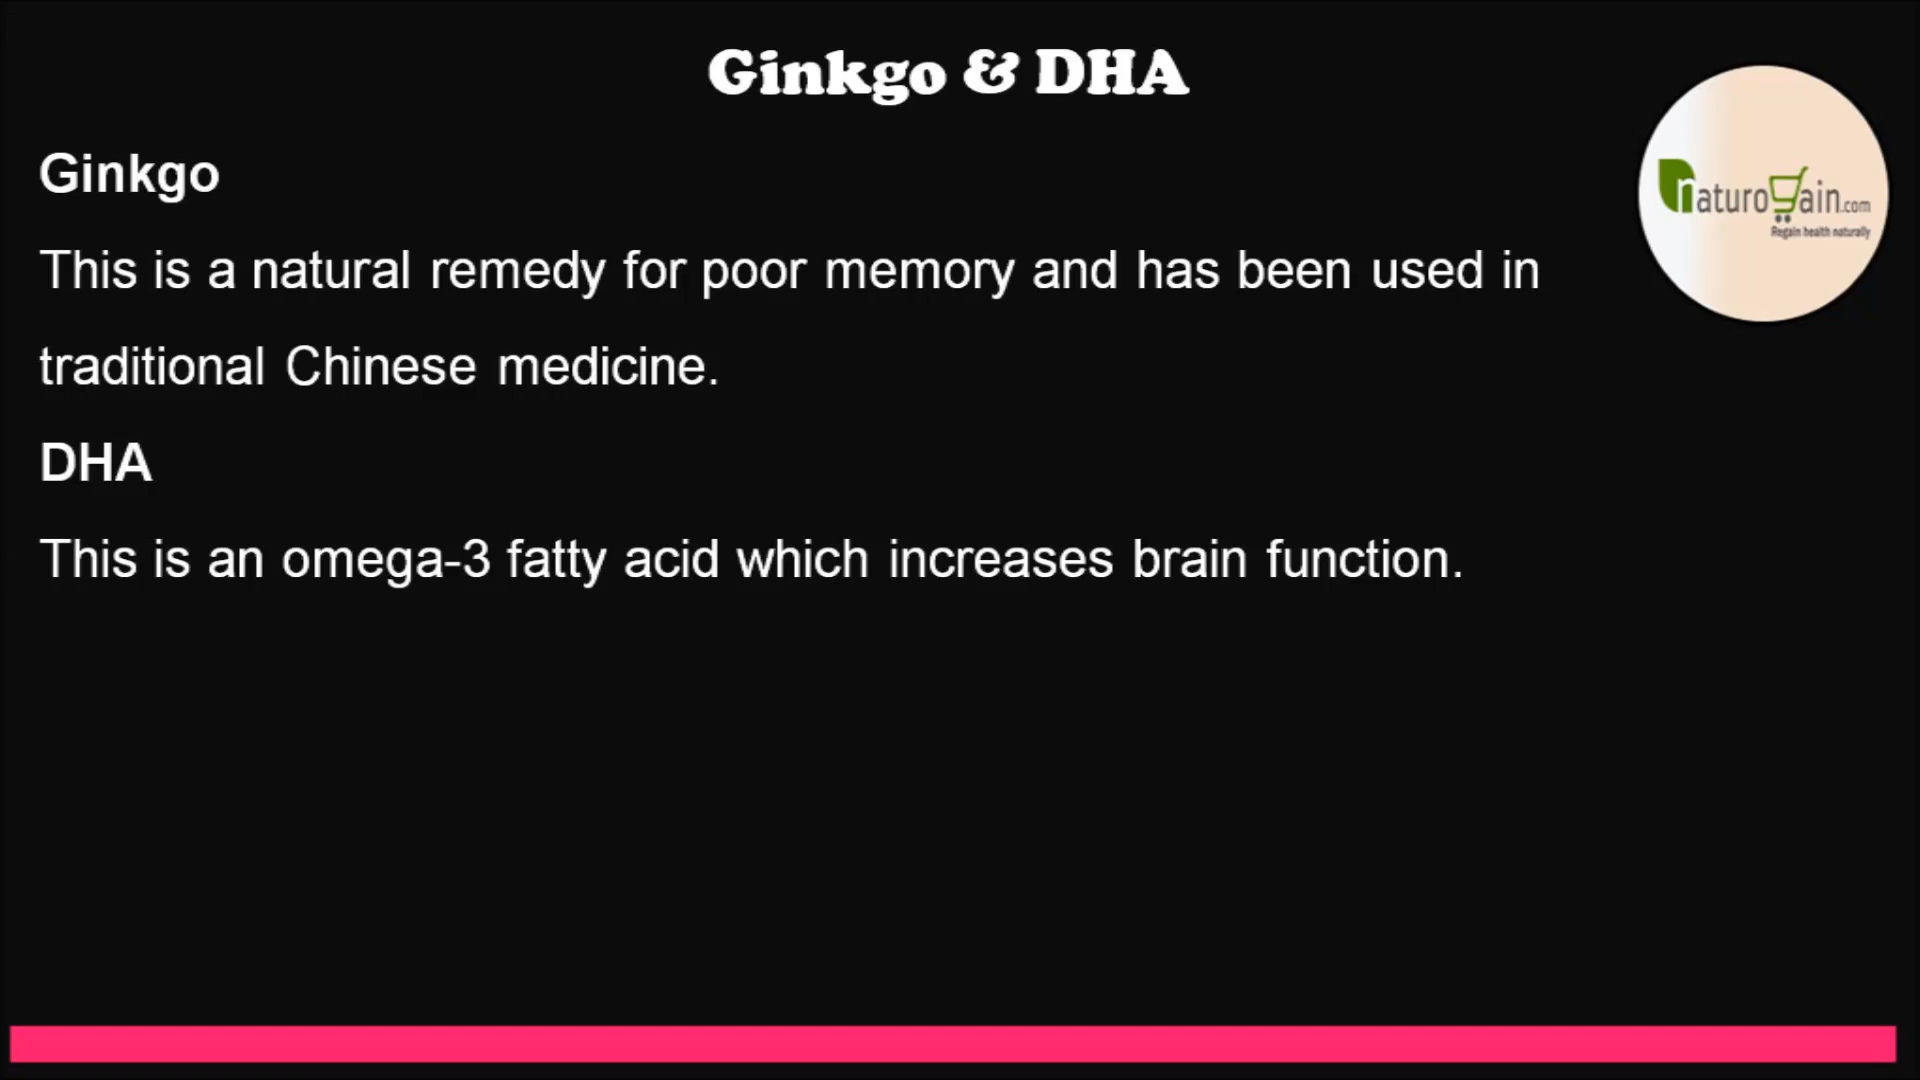 Ginkgo & DHA
naturogain.com
Regain health naturally
Ginkgo
This is a natural remedy for poor memory and has been used in
traditional Chinese medicine.
DHA
This is an omega-3 fatty acid which increases brain function.